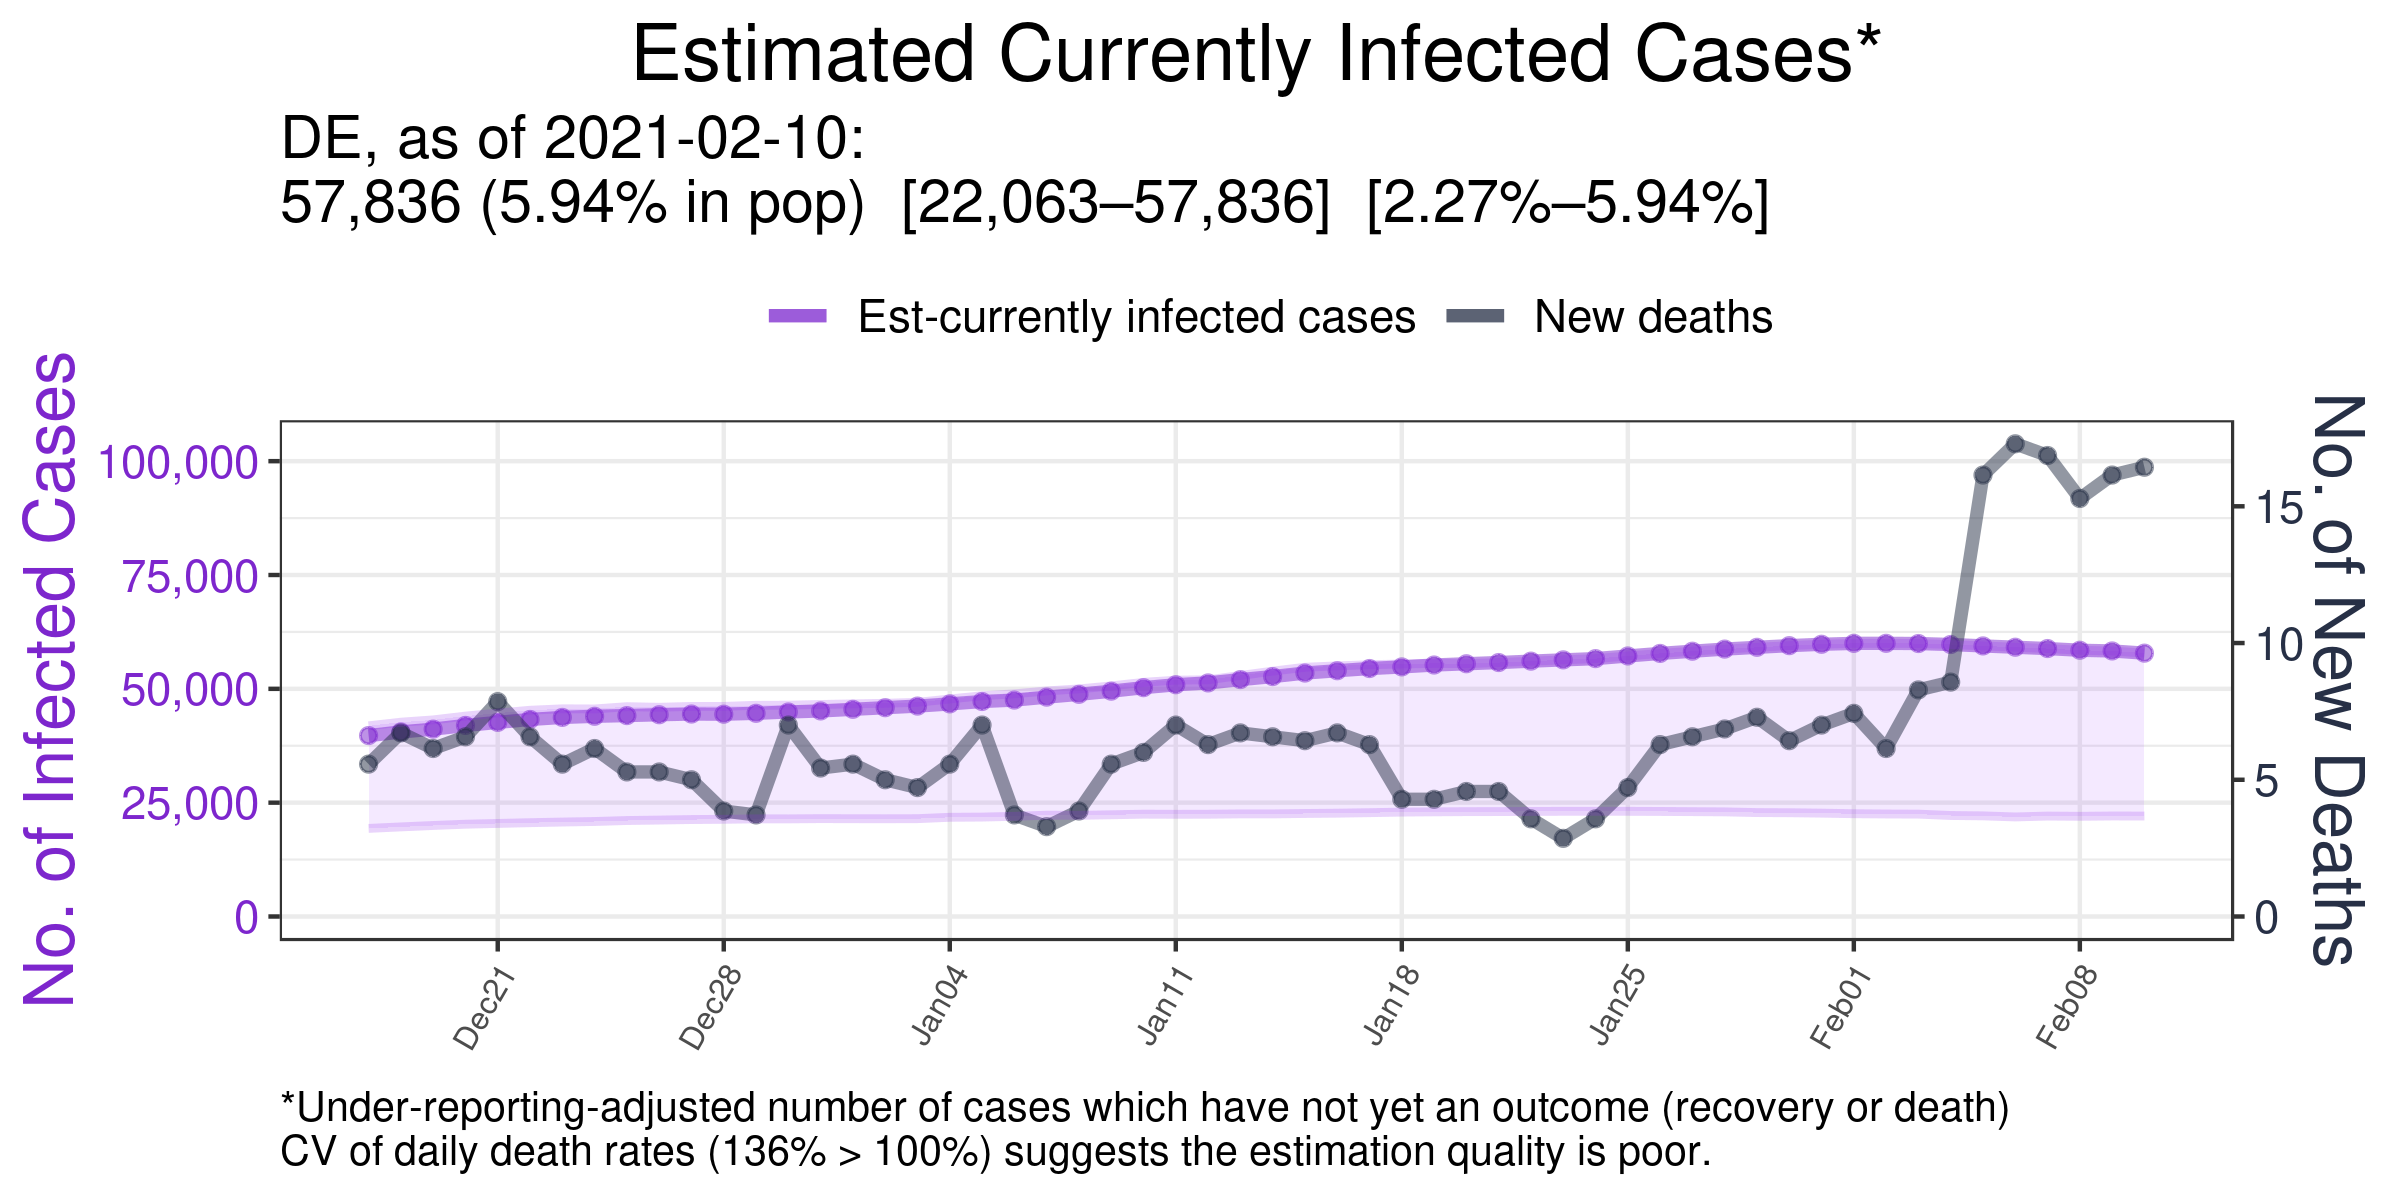 Estimated Currently Infected Cases*
DE, as of 2021-02-10:
57,836 (5.94% in pop)  [22,063–57,836]  [2.27%–5.94%]
Est-currently infected cases
New deaths
No. of Infected Cases
100,000
75,000
50,000
25,000
0
15
10
5
0
No. of New Deaths
Dec21
Dec28
Jan04
Jan11
Jan18
Jan25
Feb01
Feb08
*Under-reporting-adjusted number of cases which have not yet an outcome (recovery or death)
CV of daily death rates (136% > 100%) suggests the estimation quality is poor.